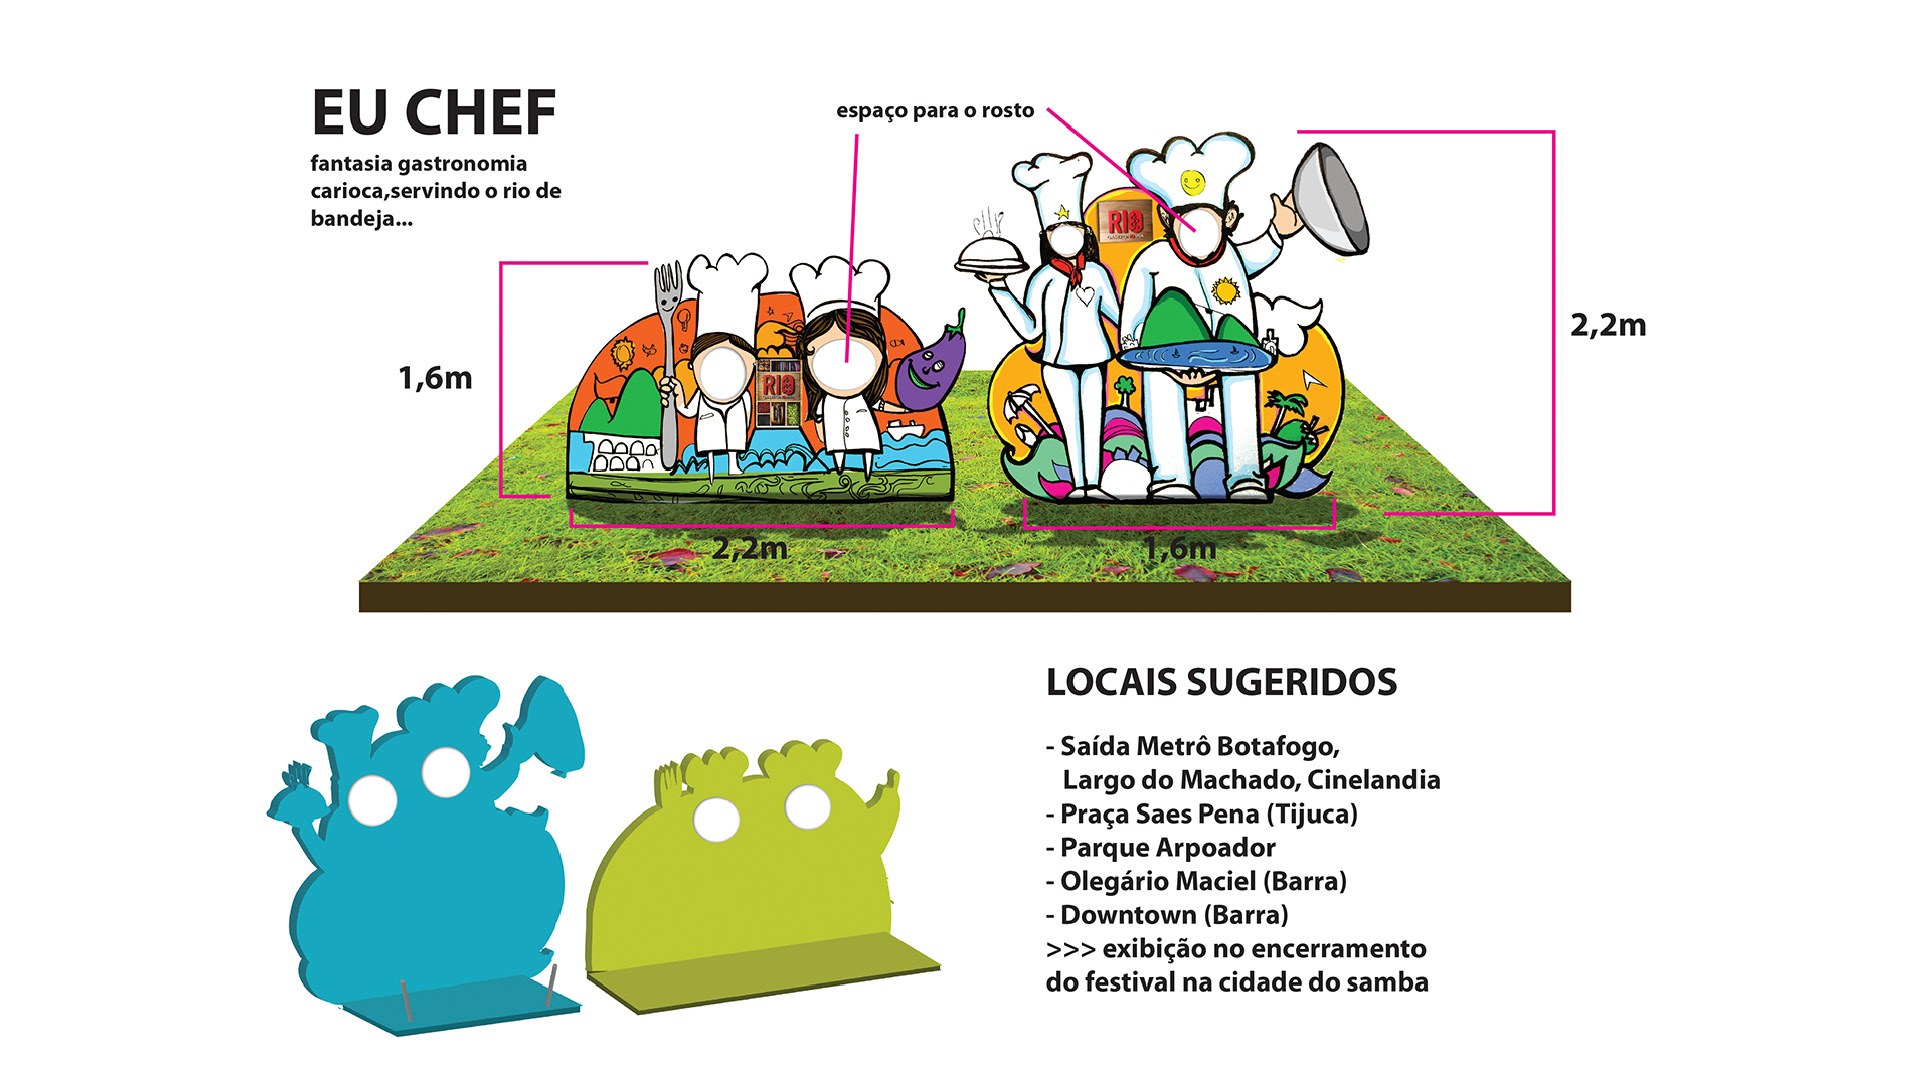 EU CHEF
fantasia gastronomia
carioca,servindo o rio de
bandeja...
espaço para o rosto
1,6m
2,2m
RIO
RIO
2,2m
1,6m
LOCAIS SUGERIDOS
- Saída Metrô Botafogo,
Largo do Machado, Cinelandia
- Praça Saes Pena (Tijuca)
- Parque Arpoador
- Olegário Maciel (Barra)
- Downtown (Barra)
>>> exibição no encerramento
do festival na cidade do samba